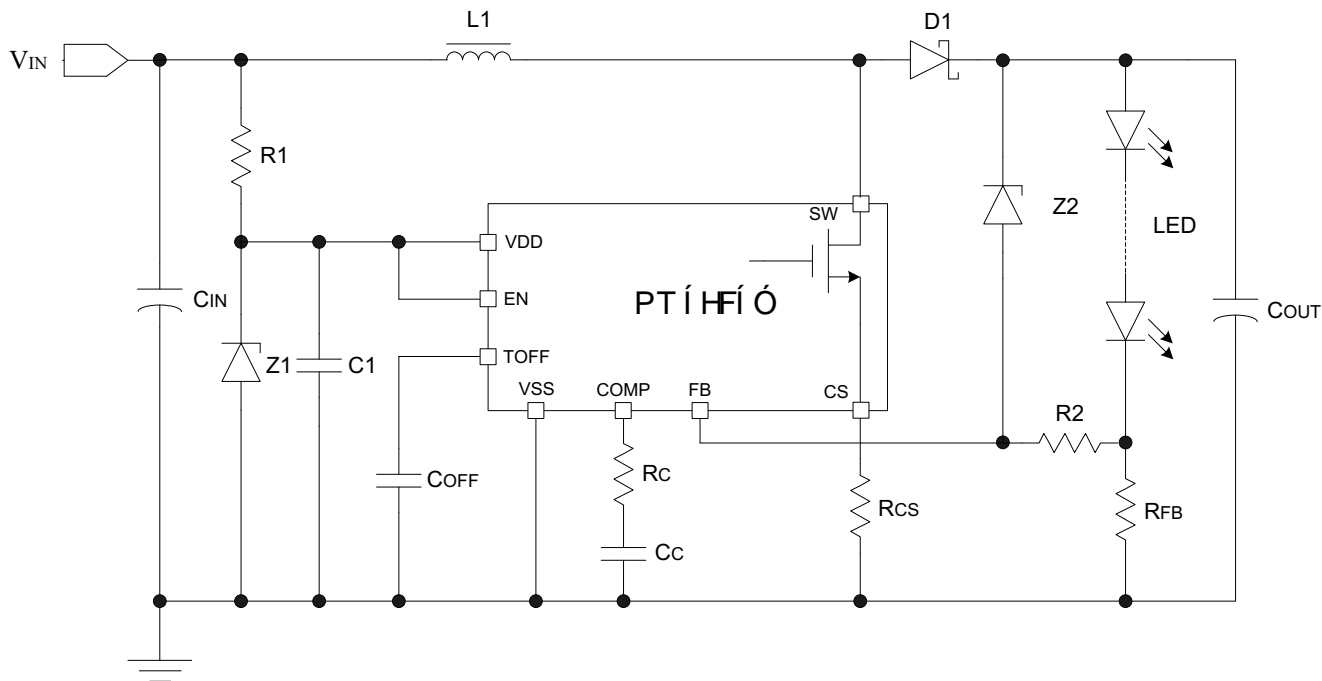 L1
D1
VIN
R1
SW
Z2
LED
VDD
CIN
EN
PTÍHFÍÓ
COUT
Z1
C1
TOFF
VSS
COMP
FB
CS
R2
COFF
RC
RCS
RFB
CC